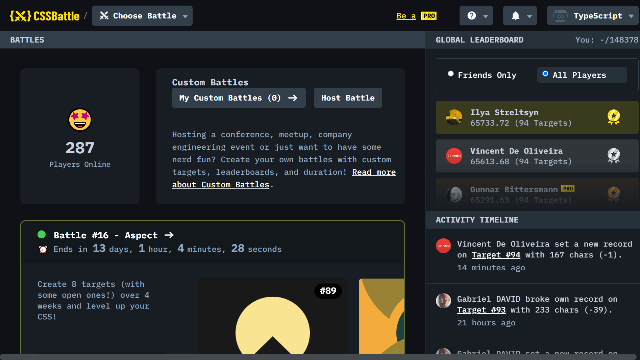 CSSBattle / Choose Battle
Be a PRO
TypeScript
BATTLES
287
Players Online
Custom Battles
My Custom Battles (0) →
Host Battle
Hosting a conference, meetup, company
engineering event or just want to have some
nerd fun? Create your own battles with custom
targets, leaderboards, and duration! Read more
about Custom Battles.
Battle #16 - Aspect →
Ends in 13 days, 1 hour, 4 minutes, 28 seconds
Create 8 targets (with
some open ones!) over 4
weeks and level up your
CSS!
#89
GLOBAL LEADERBOARD
You: -/148378
Friends Only
All Players
Ilya Streltsyn
65733.72 (94 Targets)
Vincent De Oliveira
65613.68 (94 Targets)
Gunnar Bittersmann PRO
65291.63 (94 Targets)
ACTIVITY TIMELINE
Vincent De Oliveira set a new record
on Target #94 with 167 chars (-1).
14 minutes ago
Gabriel DAVID broke own record on
Target #93 with 233 chars (-39).
21 hours ago
Gabriel DAVID set a new record on